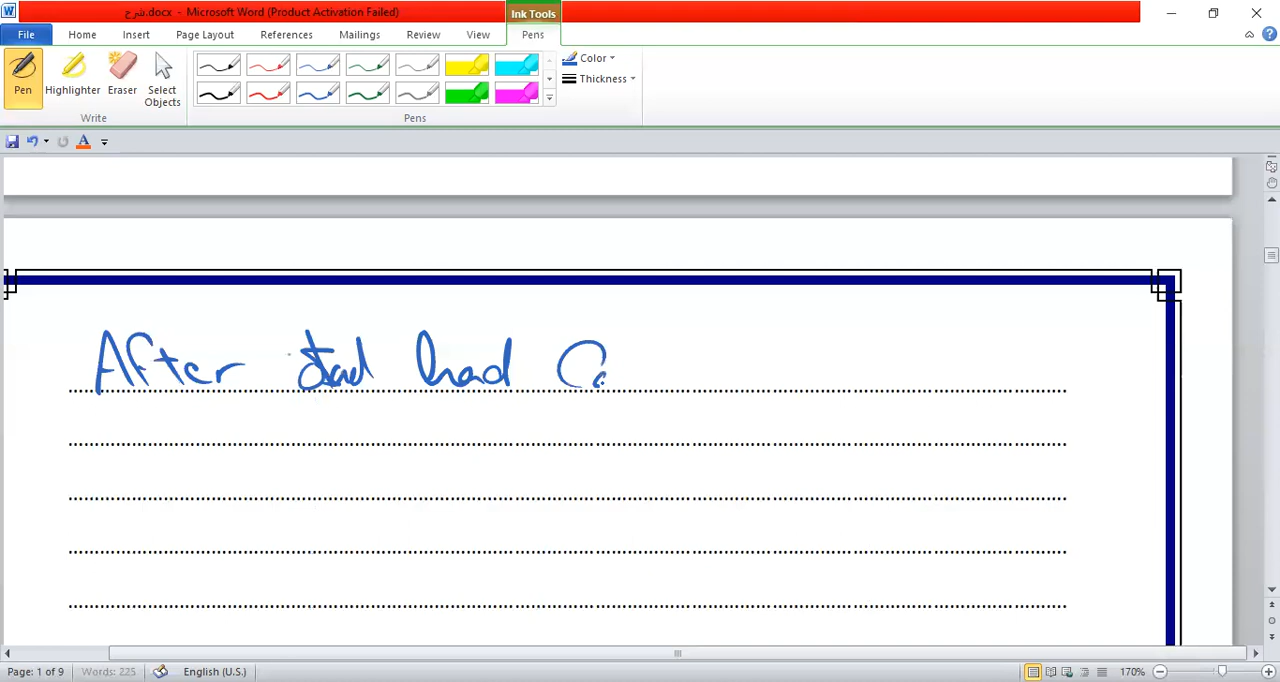 شرح.docx - Microsoft Word (Product Activation Failed)
Ink Tools
File Home Insert Page Layout References Mailings Review View Pens
Pen Highlighter Eraser Select Objects
Color
Thickness
Write Pens
After had
Page: 1 of 9 Words: 225 English (U.S.) 170%